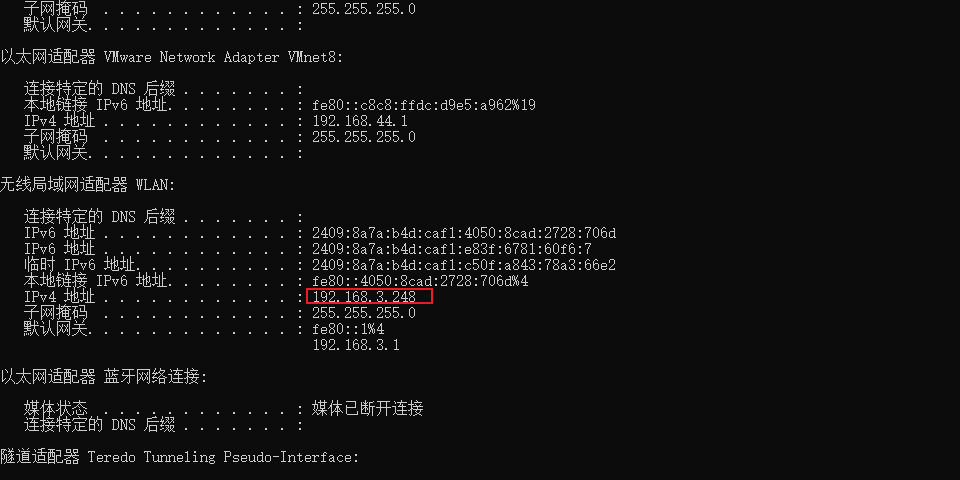 子网掩码 . . . . . . . . . . . . : 255.255.255.0
默认网关. . . . . . . . . . . . . :
以太网适配器 VMware Network Adapter VMnet8:
连接特定的 DNS 后缀 . . . . . . . :
本地链接 IPv6 地址. . . . . . . . : fe80::c8c8:ffdc:d9e5:a962%19
IPv4 地址 . . . . . . . . . . . . : 192.168.44.1
子网掩码 . . . . . . . . . . . . : 255.255.255.0
默认网关. . . . . . . . . . . . . :
无线局域网适配器 WLAN:
连接特定的 DNS 后缀 . . . . . . . :
IPv6 地址 . . . . . . . . . . . . : 2409:8a7a:b4d:caf1:4050:8cad:2728:706d
IPv6 地址 . . . . . . . . . . . . : 2409:8a7a:b4d:caf1:e83f:6781:60f6:7
临时 IPv6 地址. . . . . . . . . . : 2409:8a7a:b4d:caf1:c50f:a843:78a3:66e2
本地链接 IPv6 地址. . . . . . . . : fe80::4050:8cad:2728:706d%4
IPv4 地址 . . . . . . . . . . . . : 192.168.3.248
子网掩码 . . . . . . . . . . . . : 255.255.255.0
默认网关. . . . . . . . . . . . . : fe80::1%4
192.168.3.1
以太网适配器 蓝牙网络连接:
媒体状态 . . . . . . . . . . . . : 媒体已断开连接
连接特定的 DNS 后缀 . . . . . . . :
隧道适配器 Teredo Tunneling Pseudo-Interface: